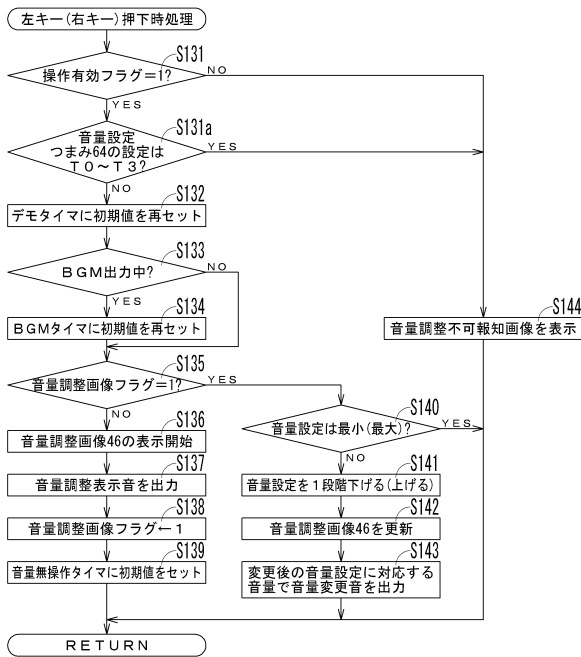 左キー(右キー)押下時処理
S131
操作有効フラグ=1?
NO
YES
S131a
音量設定
つまみ64の設定は
T0～T3?
YES
NO
S132
デモタイマに初期値を再セット
S133
BGM出力中?
NO
YES
S134
BGMタイマに初期値を再セット
S144
音量調整不可報知画像を表示
S135
音量調整画像フラグ=1?
YES
NO
S140
音量設定は最小(最大)?
YES
NO
S136
音量調整画像46の表示開始
S137
音量調整表示音を出力
S138
音量調整画像フラグ←1
S139
音量無操作タイマに初期値をセット
S141
音量設定を1段階下げる(上げる)
S142
音量調整画像46を更新
S143
変更後の音量設定に対応する
音量で音量変更音を出力
RETURN